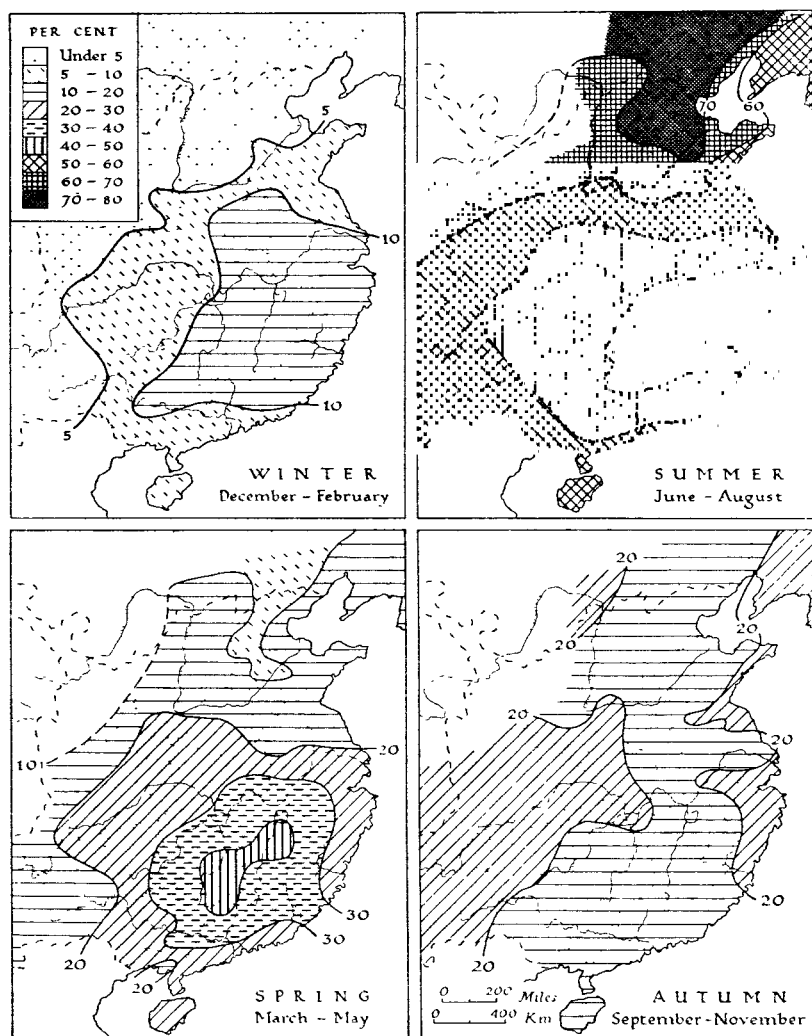 PER CENT
Under 5
5 – 10
10 – 20
20 – 30
30 – 40
40 – 50
50 – 60
60 – 70
70 – 80
5
10
10
5
WINTER
December – February
70 60
SUMMER
June – August
10
20
30
30
20
20
SPRING
March – May
20
20
20
20
20
20
20
0 200 Miles
0 400 Km
AUTUMN
September–November